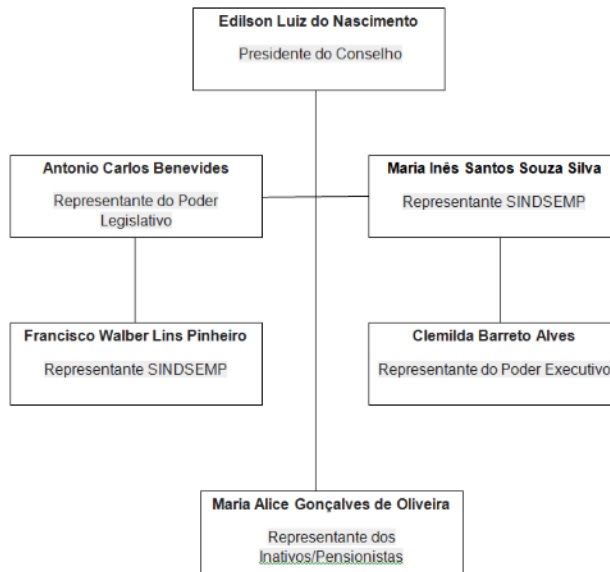 Edilson Luiz do Nascimento
Presidente do Conselho
Antonio Carlos Benevides
Representante do Poder
Legislativo
Maria Inês Santos Souza Silva
Representante SINDSEMP
Francisco Walber Lins Pinheiro
Representante SINDSEMP
Clemilda Barreto Alves
Representante do Poder Executivo
Maria Alice Gonçalves de Oliveira
Representante dos
Inativos/Pensionistas